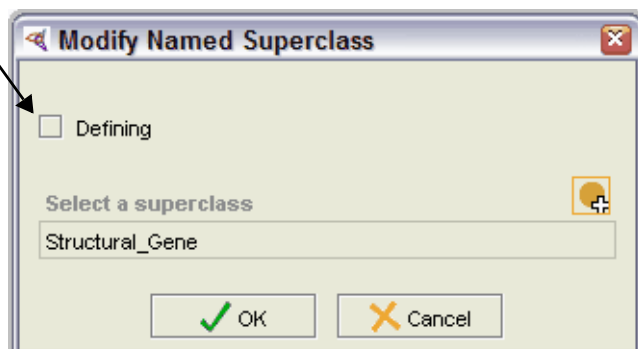 Modify Named Superclass
Defining
Select a superclass
Structural_Gene
OK
Cancel